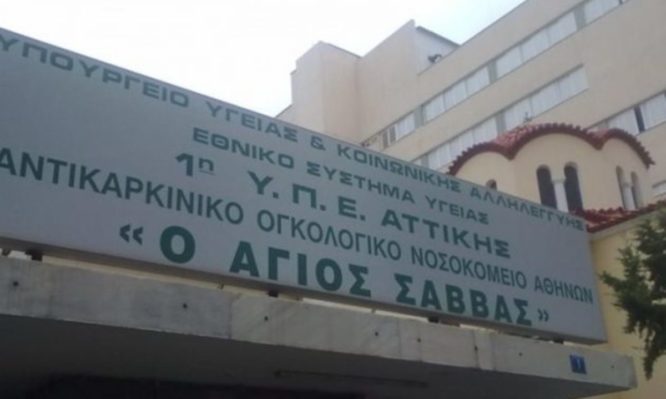 ΥΠΟΥΡΓΕΙΟ ΥΓΕΙΑΣ & ΚΟΙΝΩΝΙΚΗΣ ΑΛΛΗΛΕΓΓΥΗΣ
ΕΘΝΙΚΟ ΣΥΣΤΗΜΑ ΥΓΕΙΑΣ
1η Υ.Π.Ε. ΑΤΤΙΚΗΣ
ΑΝΤΙΚΑΡΚΙΝΙΚΟ ΟΓΚΟΛΟΓΙΚΟ ΝΟΣΟΚΟΜΕΙΟ ΑΘΗΝΩΝ
«Ο ΑΓΙΟΣ ΣΑΒΒΑΣ»